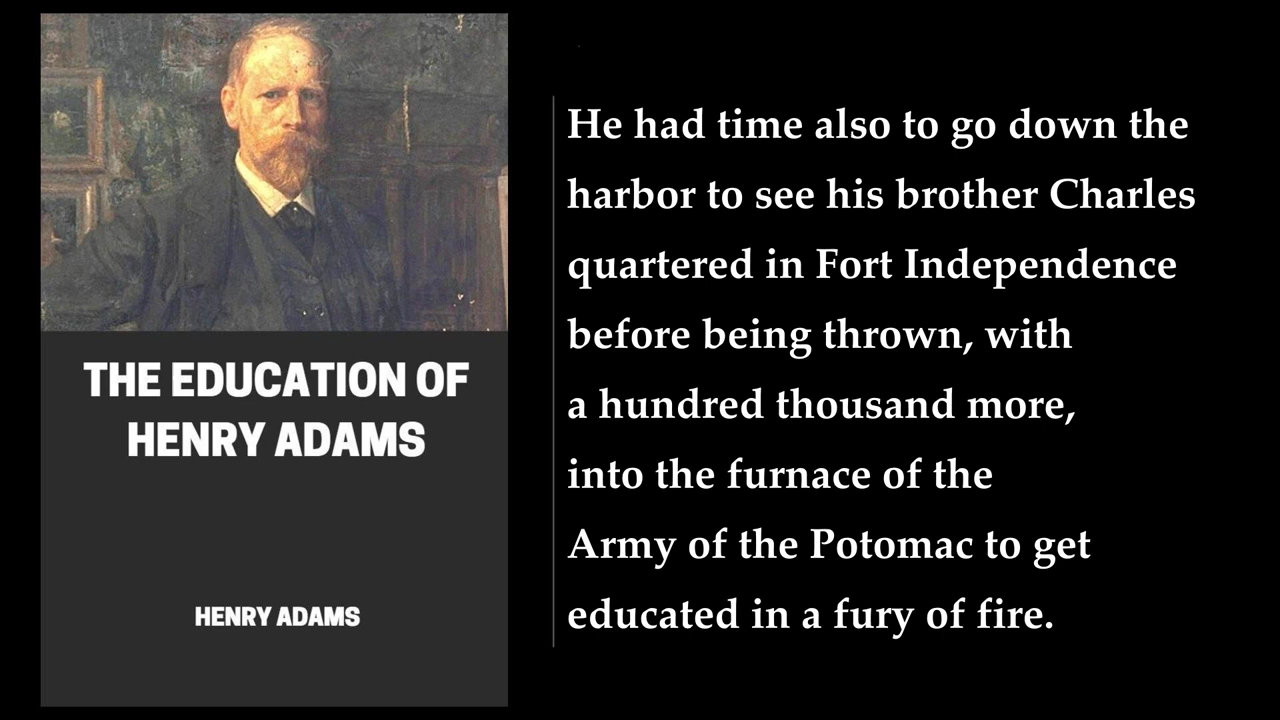 THE EDUCATION OF
HENRY ADAMS
HENRY ADAMS
He had time also to go down the
harbor to see his brother Charles
quartered in Fort Independence
before being thrown, with
a hundred thousand more,
into the furnace of the
Army of the Potomac to get
educated in a fury of fire.